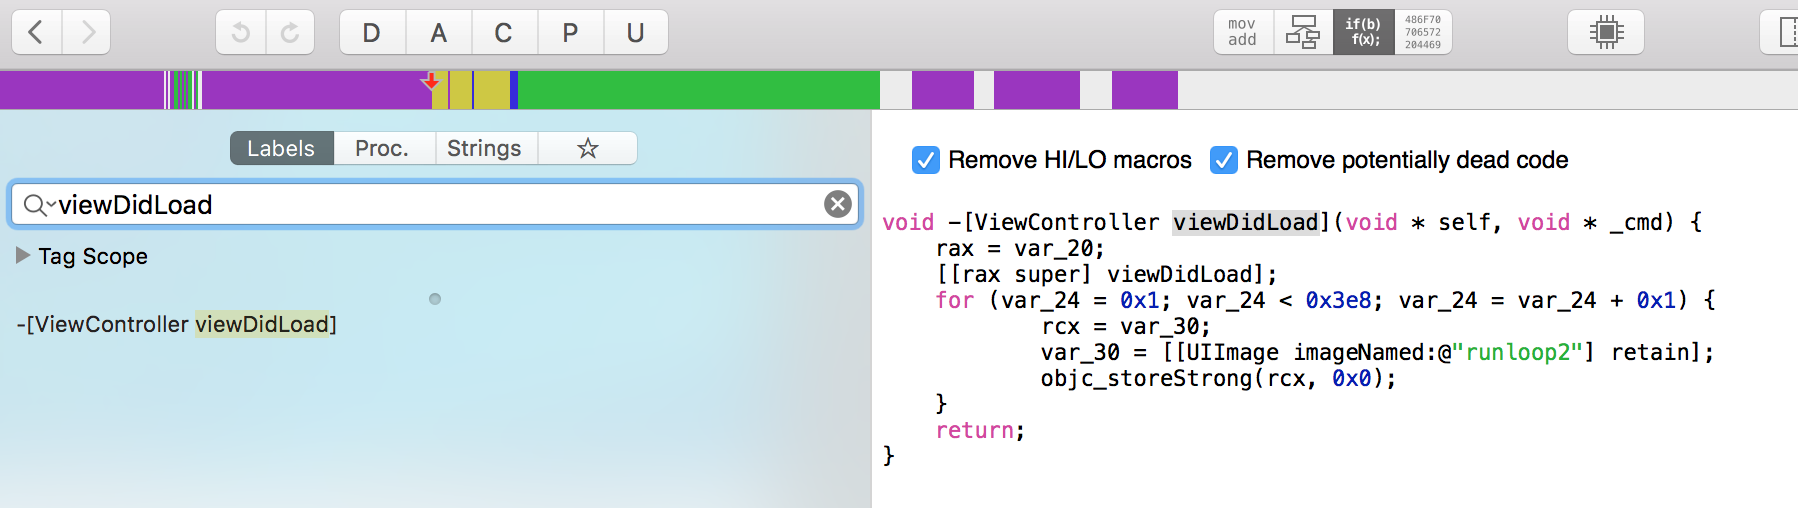 D A C P U
mov
add
if(b)
f(x);
486F70
706572
204469
Labels Proc. Strings
viewDidLoad
Tag Scope
-[ViewController viewDidLoad]
Remove HI/LO macros Remove potentially dead code
void -[ViewController viewDidLoad](void * self, void * _cmd) {
    rax = var_20;
    [[rax super] viewDidLoad];
    for (var_24 = 0x1; var_24 < 0x3e8; var_24 = var_24 + 0x1) {
            rcx = var_30;
            var_30 = [[UIImage imageNamed:@"runloop2"] retain];
            objc_storeStrong(rcx, 0x0);
    }
    return;
}